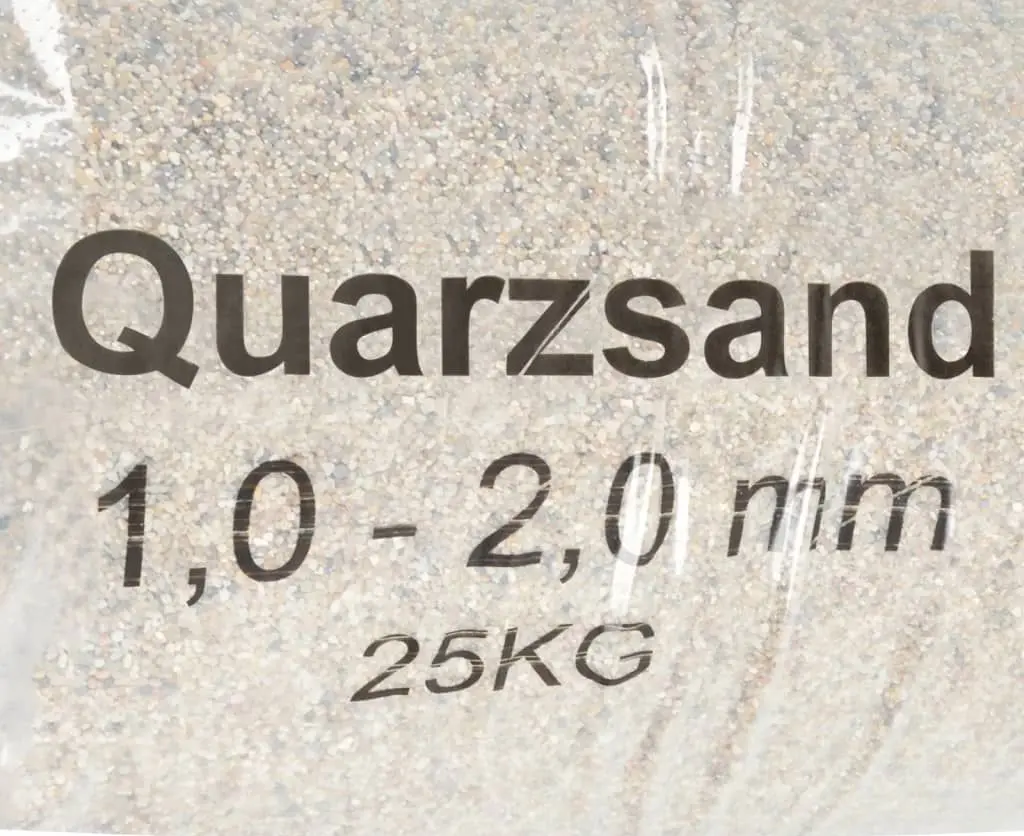 Quarzsand
1,0 - 2,0 mm
25KG